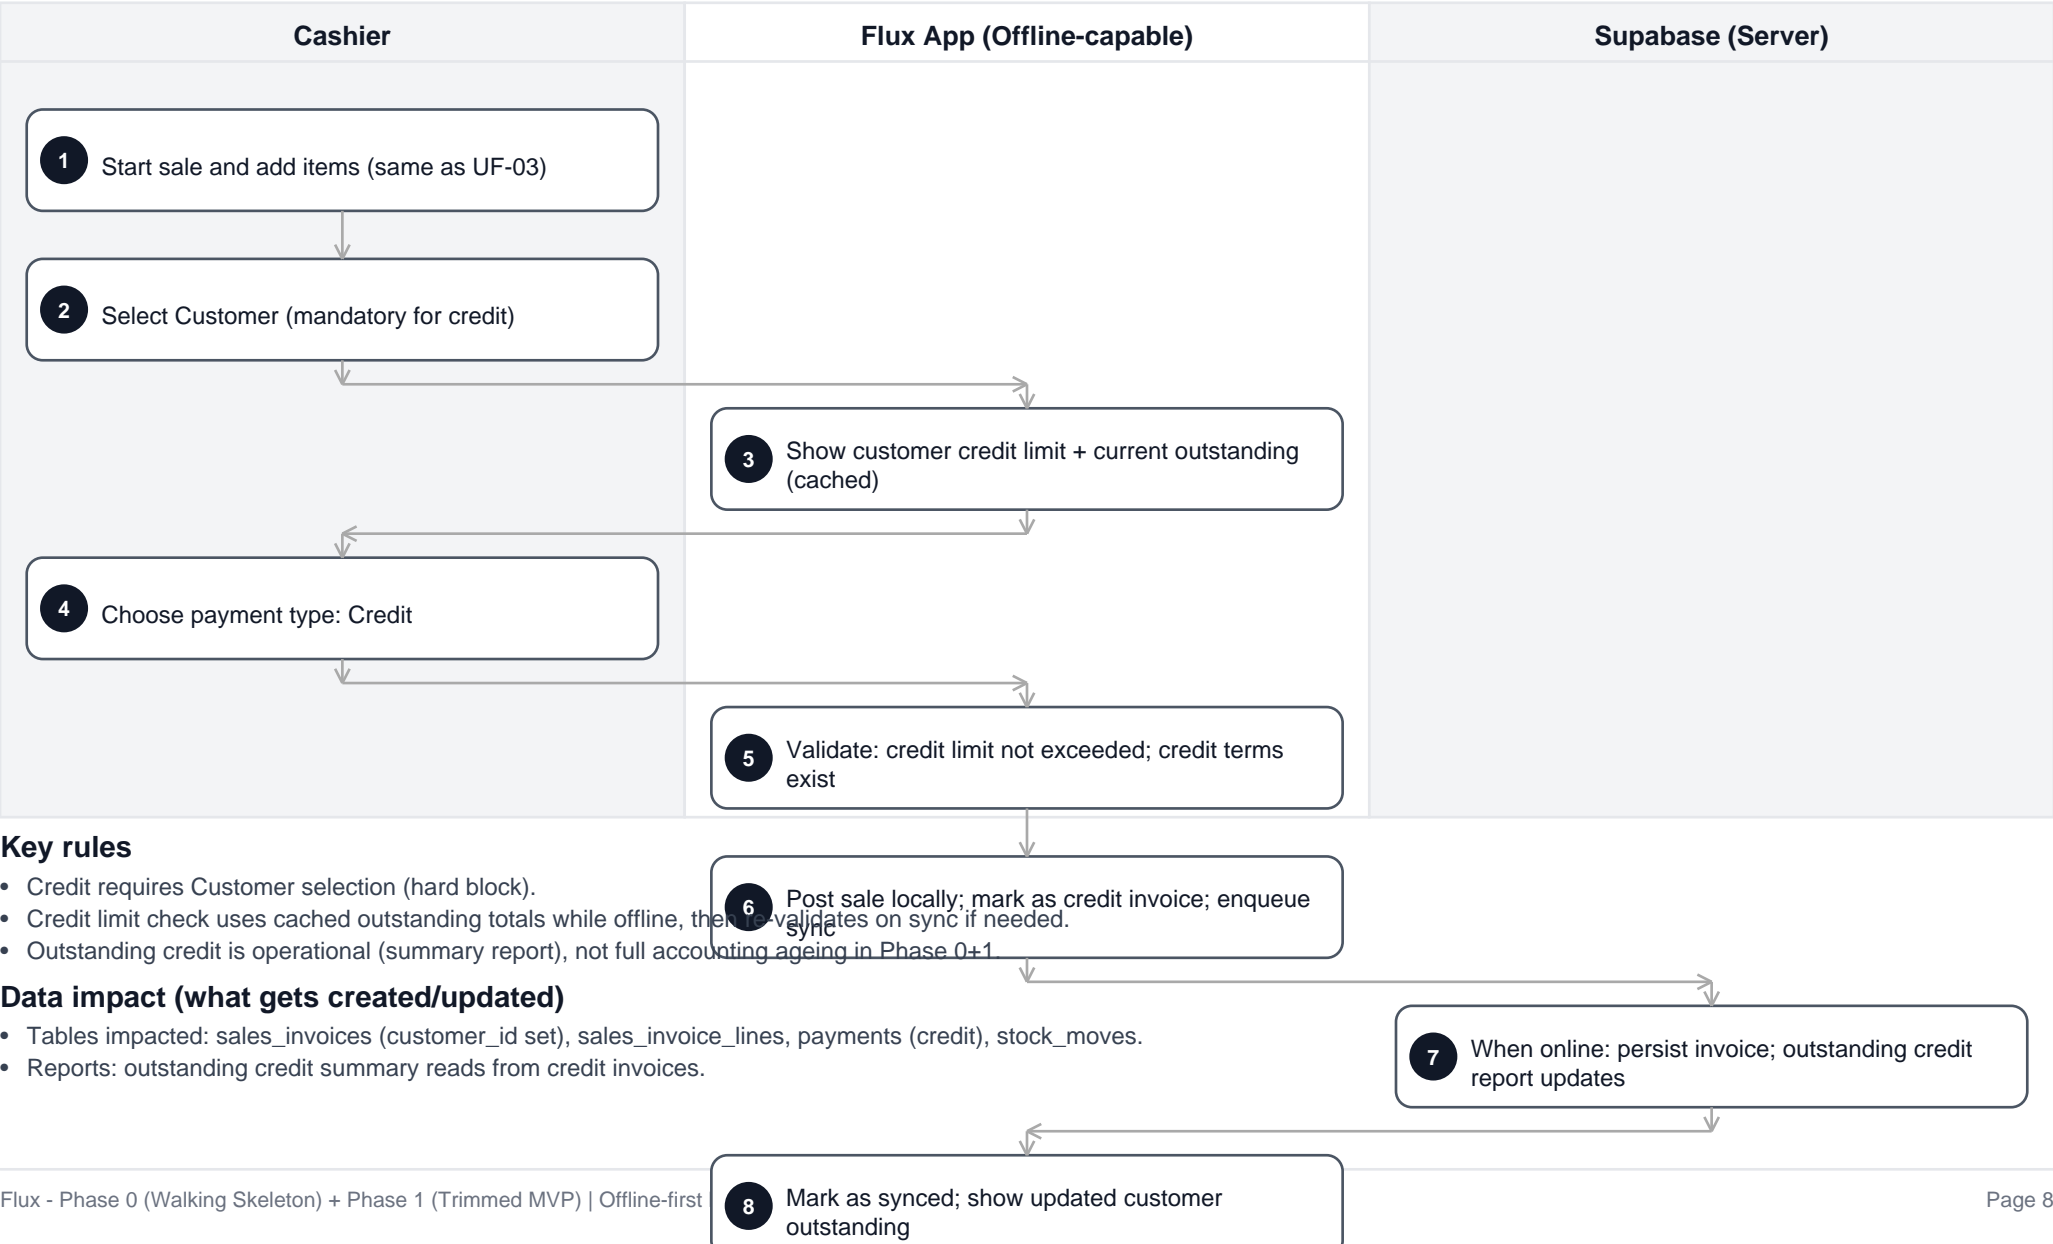 Cashier
Flux App (Offline-capable)
Supabase (Server)
1
Start sale and add items (same as UF-03)
2
Select Customer (mandatory for credit)
3
Show customer credit limit + current outstanding
(cached)
4
Choose payment type: Credit
5
Validate: credit limit not exceeded; credit terms
exist
6
Post sale locally; mark as credit invoice; enqueue
sync
Key rules
• Credit requires Customer selection (hard block).
• Credit limit check uses cached outstanding totals while offline, then re-validates on sync if needed.
• Outstanding credit is operational (summary report), not full accounting ageing in Phase 0+1.
Data impact (what gets created/updated)
• Tables impacted: sales_invoices (customer_id set), sales_invoice_lines, payments (credit), stock_moves.
• Reports: outstanding credit summary reads from credit invoices.
7
When online: persist invoice; outstanding credit
report updates
8
Mark as synced; show updated customer
outstanding
Flux - Phase 0 (Walking Skeleton) + Phase 1 (Trimmed MVP) | Offline-first
Page 8